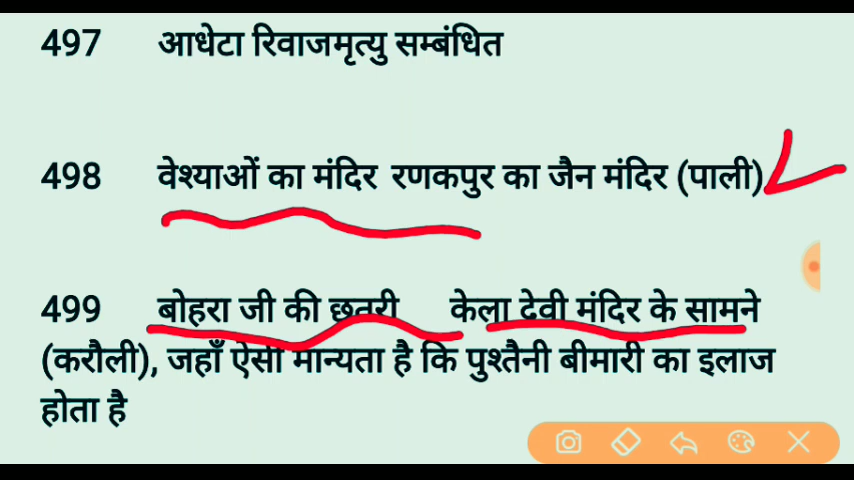 497 आधेटा रिवाजमृत्यु सम्बंधित
498 वेश्याओं का मंदिर रणकपुर का जैन मंदिर (पाली)
499 बोहरा जी की छतरी केला देवी मंदिर के सामने
(करौली), जहाँ ऐसी मान्यता है कि पुश्तैनी बीमारी का इलाज
होता है